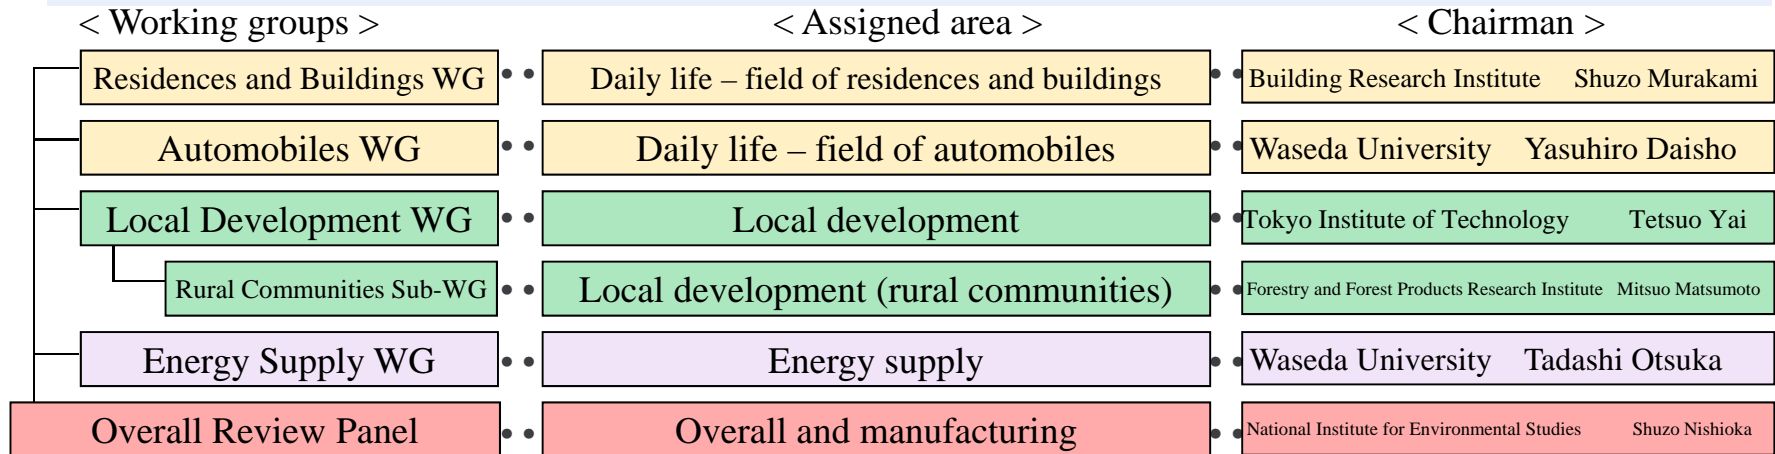 < Working groups > < Assigned area > < Chairman >
Residences and Buildings WG •• Daily life – field of residences and buildings •• Building Research Institute Shuzo Murakami
Automobiles WG •• Daily life – field of automobiles •• Waseda University Yasuhiro Daisho
Local Development WG •• Local development •• Tokyo Institute of Technology Tetsuo Yai
Rural Communities Sub-WG •• Local development (rural communities) •• Forestry and Forest Products Research Institute Mitsuo Matsumoto
Energy Supply WG •• Energy supply •• Waseda University Tadashi Otsuka
Overall Review Panel •• Overall and manufacturing •• National Institute for Environmental Studies Shuzo Nishioka